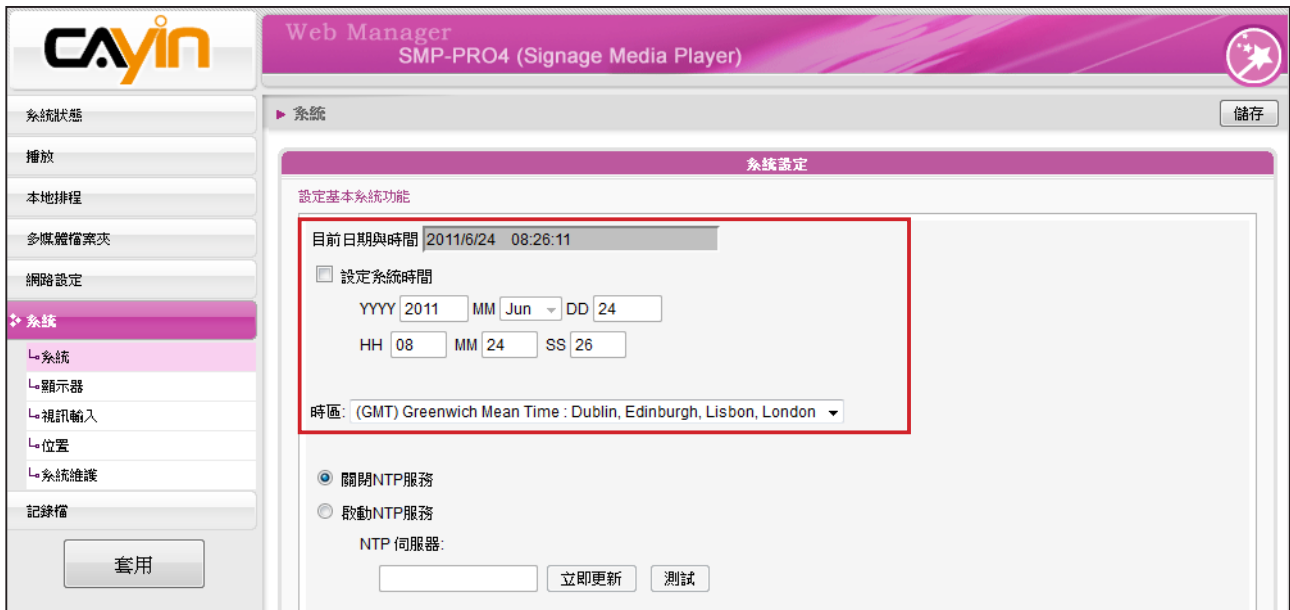 CAYIN
Web Manager
SMP-PRO4 (Signage Media Player)
系統狀態
播放
本地排程
多媒體檔案夾
網路設定
系統
系統
顯示器
視訊輸入
位置
系統維護
記錄檔
套用
系統
儲存
系統設定
設定基本系統功能
目前日期與時間 2011/6/24 08:26:11
設定系統時間
YYYY 2011 MM Jun DD 24
HH 08 MM 24 SS 26
時區: (GMT) Greenwich Mean Time : Dublin, Edinburgh, Lisbon, London
關閉NTP服務
啟動NTP服務
NTP 伺服器:
立即更新 測試